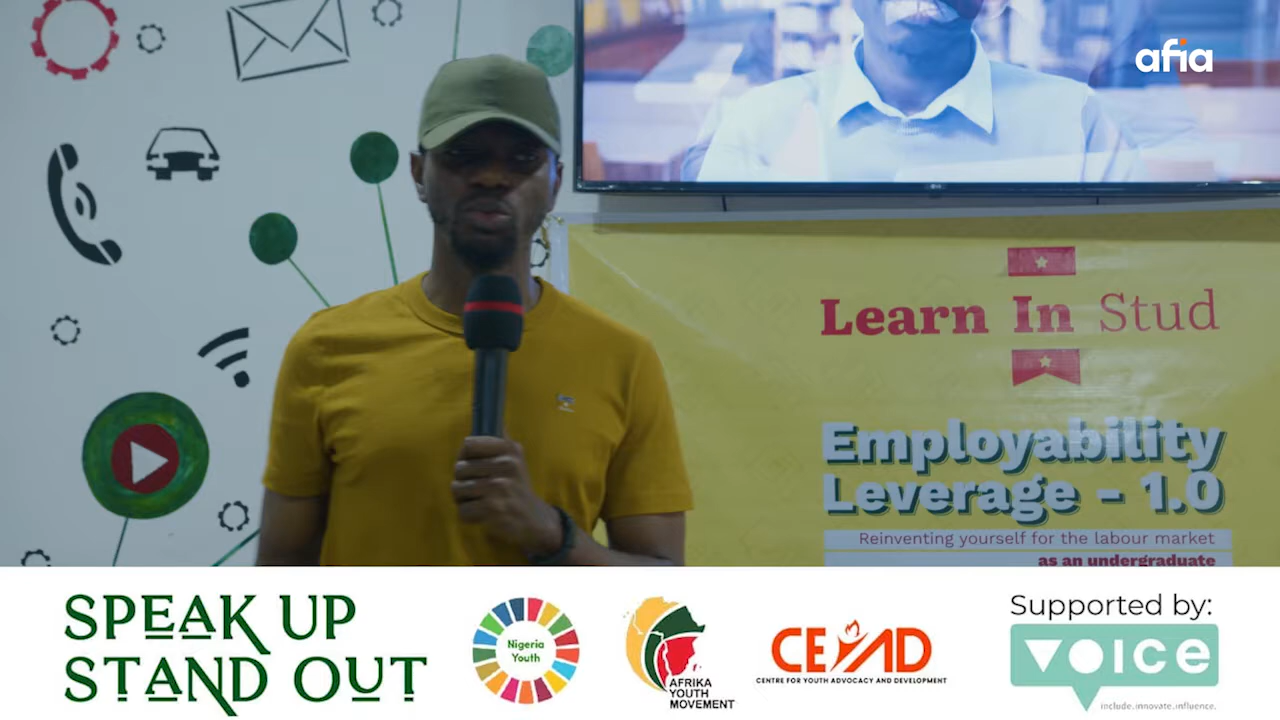 afia
Learn In Stud
Employability
Leverage - 1.0
Reinventing yourself for the labour market
as an undergraduate
SPEAK UP
STAND OUT
Nigeria
Youth
AFRIKA
YOUTH
MOVEMENT
CEYAD
CENTRE FOR YOUTH ADVOCACY AND DEVELOPMENT
Supported by:
VOICE
include.innovate.influence.